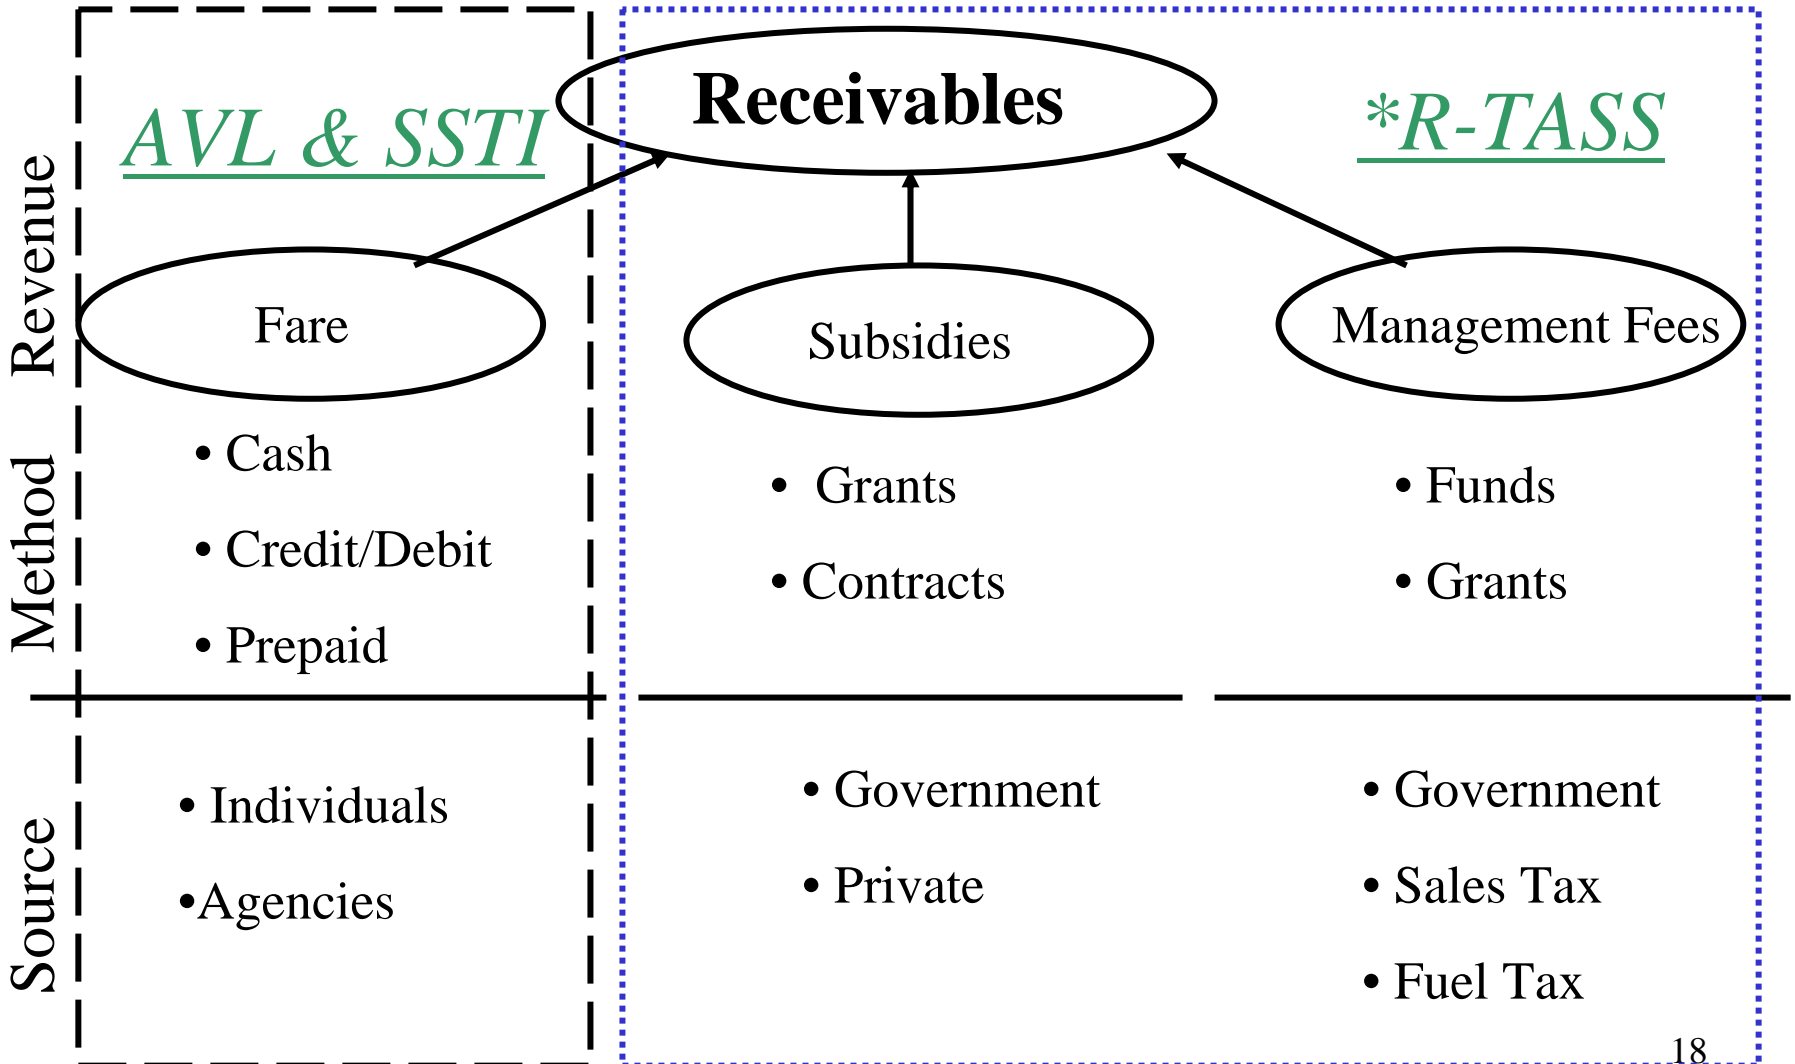 Receivables
AVL & SSTI
*R-TASS
Revenue
Fare
Subsidies
Management Fees
Method
• Cash
• Credit/Debit
• Prepaid
• Grants
• Contracts
• Funds
• Grants
Source
• Individuals
•Agencies
• Government
• Private
• Government
• Sales Tax
• Fuel Tax
18